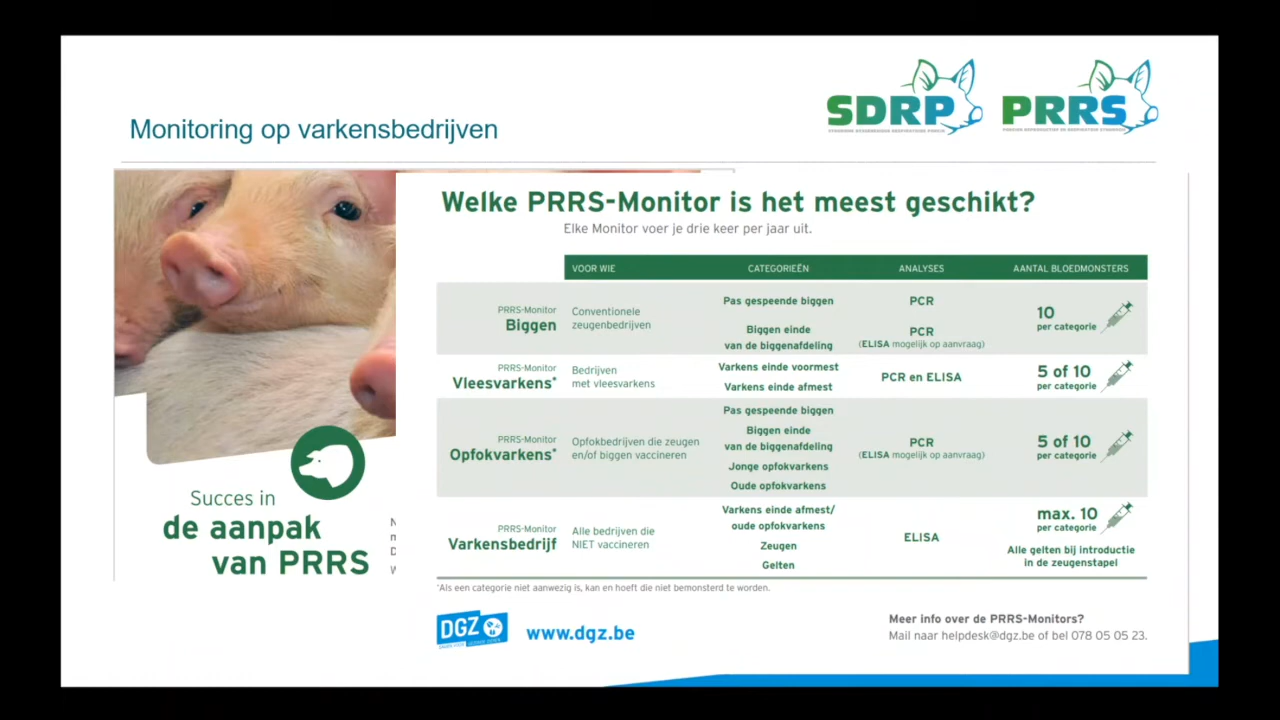 SDRP
PRRS
Monitoring op varkensbedrijven
Welke PRRS-Monitor is het meest geschikt?
Elke Monitor voer je drie keer per jaar uit.
VOOR WIE CATEGORIEËN ANALYSES AANTAL BLOEDMONSTERS
PRRS-Monitor
Biggen
Conventionele
zeugenbedrijven
Pas gespeende biggen
PCR
Biggen einde
van de biggenafdeling
PCR
(ELISA mogelijk op aanvraag)
10
per categorie
PRRS-Monitor
Vleesvarkens*
Bedrijven
met vleesvarkens
Varkens einde voormest
Varkens einde afmest
PCR en ELISA
5 of 10
per categorie
PRRS-Monitor
Opfokvarkens*
Opfokbedrijven die zeugen
en/of biggen vaccineren
Pas gespeende biggen
Biggen einde
van de biggenafdeling
Jonge opfokvarkens
Oude opfokvarkens
PCR
(ELISA mogelijk op aanvraag)
5 of 10
per categorie
PRRS-Monitor
Varkensbedrijf
Alle bedrijven die
NIET vaccineren
Varkens einde afmest/
oude opfokvarkens
Zeugen
Gelten
ELISA
max. 10
per categorie
Alle gelten bij introductie
in de zeugenstapel
*Als een categorie niet aanwezig is, kan en hoeft die niet bemonsterd te worden.
Succes in
de aanpak
van PRRS
DGZ
www.dgz.be
Meer info over de PRRS-Monitors?
Mail naar helpdesk@dgz.be of bel 078 05 05 23.